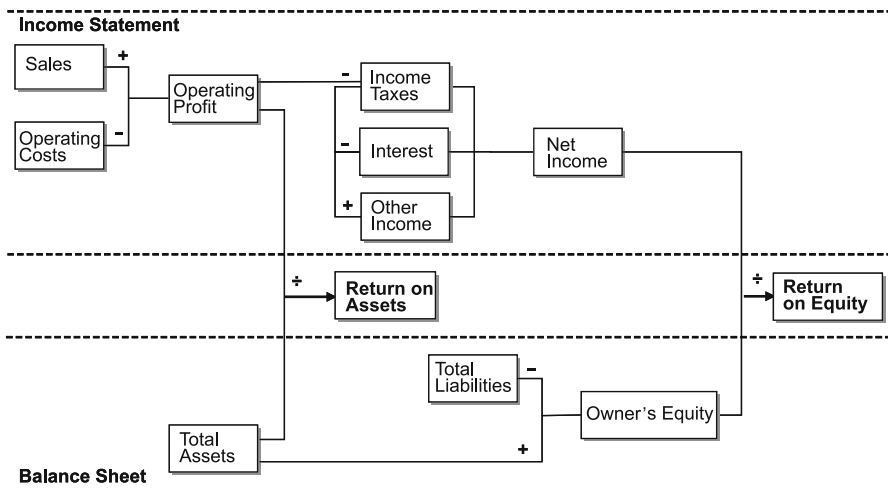 Income Statement
Sales
+
Operating
Profit
-
Income
Taxes
Operating
Costs
-
-
Interest
Net
Income
+
Other
Income
÷
Return on
Assets
÷
Return
on Equity
Total
Liabilities
-
Owner's Equity
Total
Assets
+
Balance Sheet